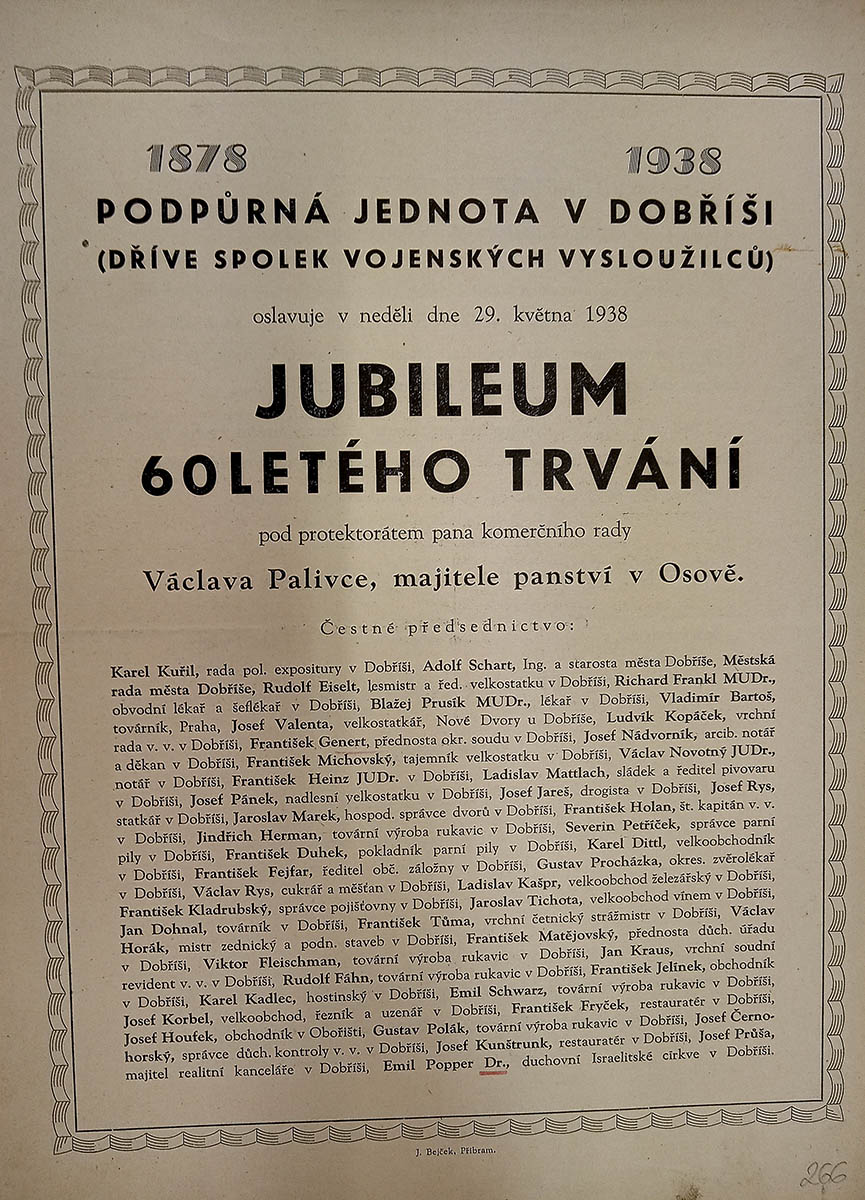 1878 1938
PODPŮRNÁ JEDNOTA V DOBŘÍŠI
(DŘÍVE SPOLEK VOJENSKÝCH VYSLOUŽILCŮ)
oslavuje v neděli dne 29. května 1938
JUBILEUM
60LETÉHO TRVÁNÍ
pod protektorátem pana komerčního rady
Václava Palivce, majitele panství v Osově.
Čestné předsednictvo:
Karel Kuřil, rada pol. expositury v Dobříši, Adolf Schart, Ing. a starosta města Dobříše, Městská
rada města Dobříše, Rudolf Eiselt, lesmistr a řed. velkostatku v Dobříši, Richard Frankl MUDr.,
obvodní lékař a šeflékař v Dobříši, Blažej Prusík MUDr., lékař v Dobříši, Vladimír Bartoš,
továrník, Praha, Josef Valenta, velkostatkář, Nové Dvory u Dobříše, Ludvík Kopáček, vrchní
rada v. v. v Dobříši, František Genert, přednosta okr. soudu v Dobříši, Josef Nádvorník, arcib. notář
a děkan v Dobříši, František Michovský, tajemník velkostatku v Dobříši, Václav Novotný JUDr.,
notář v Dobříši, František Heinz JUDr. v Dobříši, Ladislav Mattlach, sládek a ředitel pivovaru
v Dobříši, Josef Pánek, nadlesní velkostatku v Dobříši, Josef Jareš, drogista v Dobříši, Josef Rys,
statkář v Dobříši, Jaroslav Marek, hospod. správce dvorů v Dobříši, František Holan, št. kapitán v. v.
v Dobříši, Jindřich Herman, tovární výroba rukavic v Dobříši, Severin Petříček, správce parní
pily v Dobříši, František Duhek, pokladník parní pily v Dobříši, Karel Dittl, velkoobchodník
v Dobříši, František Fejfar, ředitel obč. záložny v Dobříši, Gustav Procházka, okres. zvěrolékař
v Dobříši, Václav Rys, cukrář a měšťan v Dobříši, Ladislav Kašpr, velkoobchod železářský v Dobříši,
František Kladrubský, správce pojišťovny v Dobříši, Jaroslav Tichota, velkoobchod vínem v Dobříši,
Jan Dohnal, továrník v Dobříši, František Tůma, vrchní četnický strážmistr v Dobříši, Václav
Horák, mistr zednický a podn. staveb v Dobříši, František Matějovský, přednosta důch. úřadu
v Dobříši, Viktor Fleischman, tovární výroba rukavic v Dobříši, Jan Kraus, vrchní soudní
revident v. v. v Dobříši, Rudolf Fáhn, tovární výroba rukavic v Dobříši, František Jelínek, obchodník
v Dobříši, Karel Kadlec, hostinský v Dobříši, Emil Schwarz, tovární výroba rukavic v Dobříši,
Josef Korbel, velkoobchod, řezník a uzenář v Dobříši, František Fryček, restauratér v Dobříši,
Josef Houfek, obchodník v Obořišti, Gustav Polák, tovární výroba rukavic v Dobříši, Josef Černo-
horský, správce důch. kontroly v. v. v Dobříši, Josef Kunštrunk, restauratér v Dobříši, Josef Průša,
majitel realitní kanceláře v Dobříši, Emil Popper Dr., duchovní Israelitské církve v Dobříši.
J. Bejček, Příbram.
266